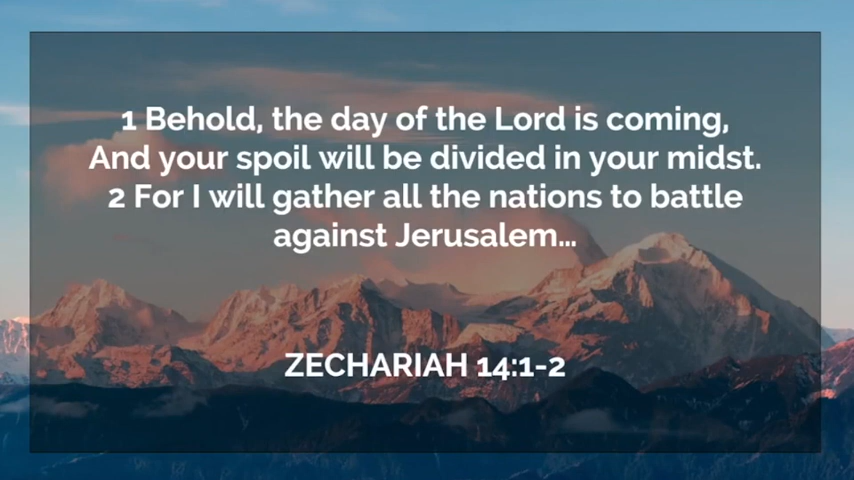 1 Behold, the day of the Lord is coming,
And your spoil will be divided in your midst.
2 For I will gather all the nations to battle
against Jerusalem...
ZECHARIAH 14:1-2